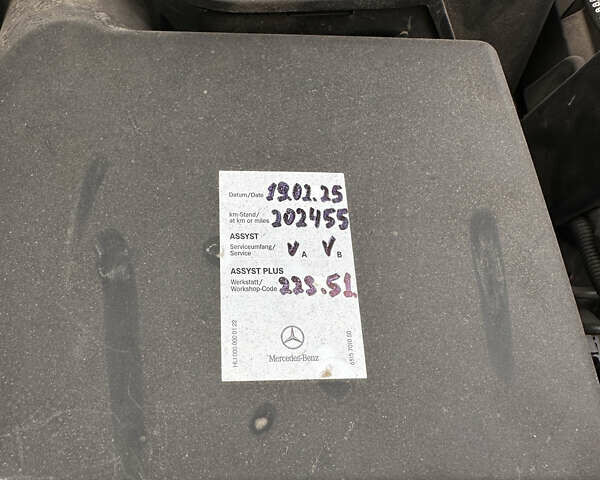 Datum/Date 19.02.25
km-Stand/
at km or miles 202455
ASSYST
Serviceumfang/
Service V A V B
ASSYST PLUS
Werkstatt/
Workshop-Code 223.51
Mercedes-Benz